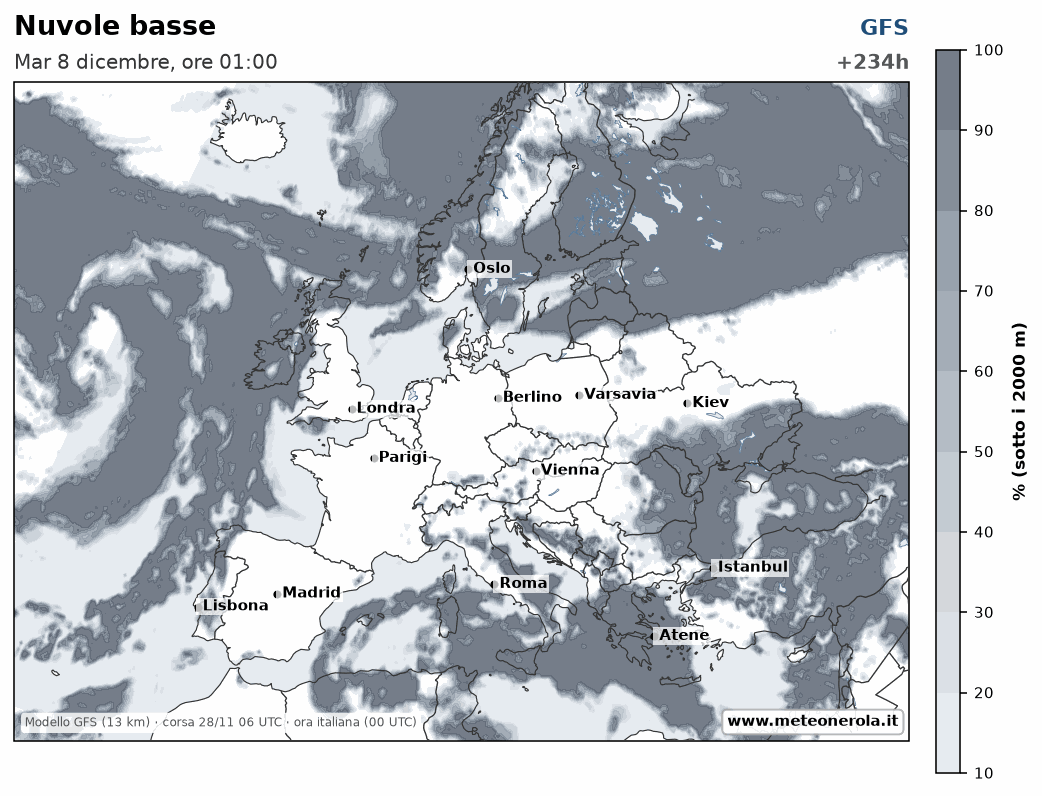 Nuvole basse
GFS
Mar 8 dicembre, ore 01:00
+234h
100
90
80
70
60
50
40
30
20
10
% (sotto i 2000 m)
Oslo
Londra
Berlino
Varsavia
Kiev
Parigi
Vienna
Istanbul
Roma
Madrid
Lisbona
Atene
Modello GFS (13 km) · corsa 28/11 06 UTC · ora italiana (00 UTC)
www.meteonerola.it